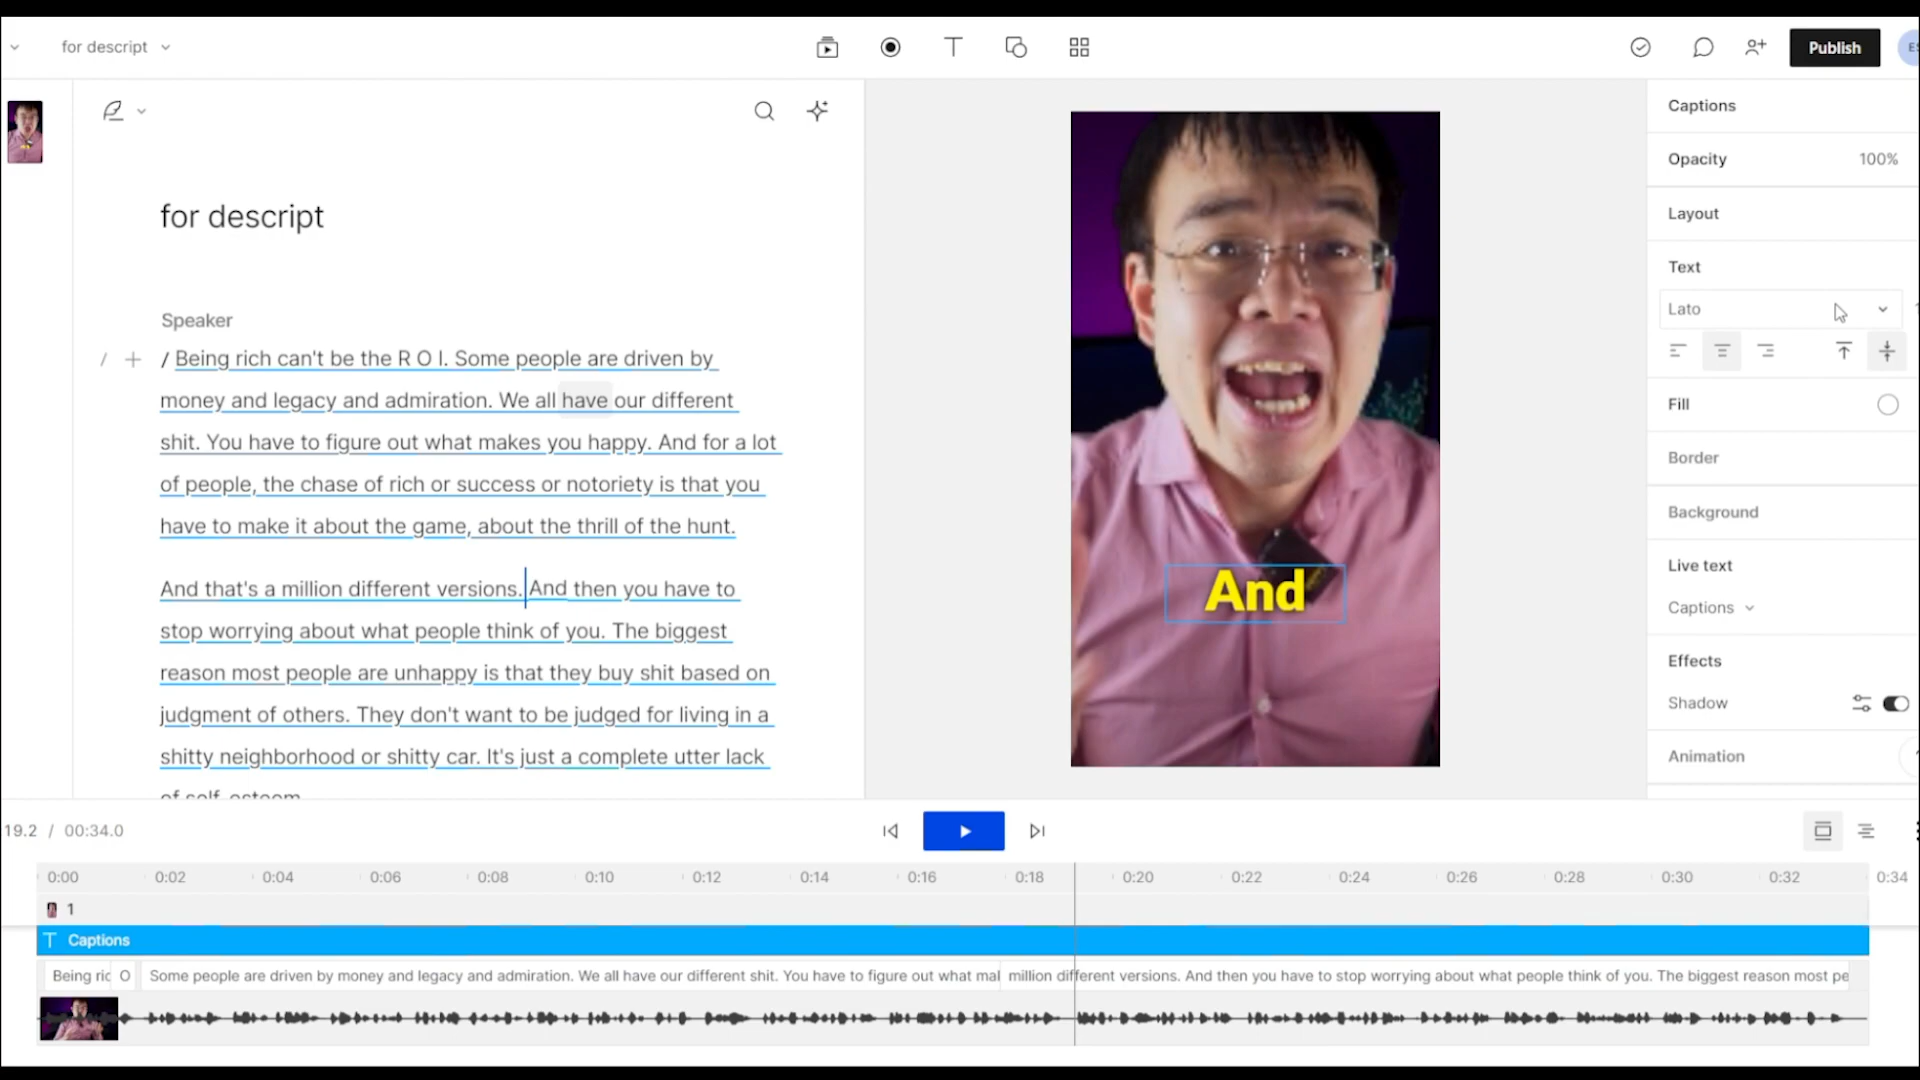 for descript
Publish
ES
for descript
Speaker
/ + / Being rich can't be the R O I. Some people are driven by
money and legacy and admiration. We all have our different
shit. You have to figure out what makes you happy. And for a lot
of people, the chase of rich or success or notoriety is that you
have to make it about the game, about the thrill of the hunt.
And that's a million different versions. And then you have to
stop worrying about what people think of you. The biggest
reason most people are unhappy is that they buy shit based on
judgment of others. They don't want to be judged for living in a
shitty neighborhood or shitty car. It's just a complete utter lack
of self-esteem
And
Captions
Opacity 100%
Layout
Text
Lato
Fill
Border
Background
Live text
Captions
Effects
Shadow
Animation
19.2 / 00:34.0
0:00 0:02 0:04 0:06 0:08 0:10 0:12 0:14 0:16 0:18 0:20 0:22 0:24 0:26 0:28 0:30 0:32 0:34
1
T Captions
Being ric O Some people are driven by money and legacy and admiration. We all have our different shit. You have to figure out what mal million different versions. And then you have to stop worrying about what people think of you. The biggest reason most pe